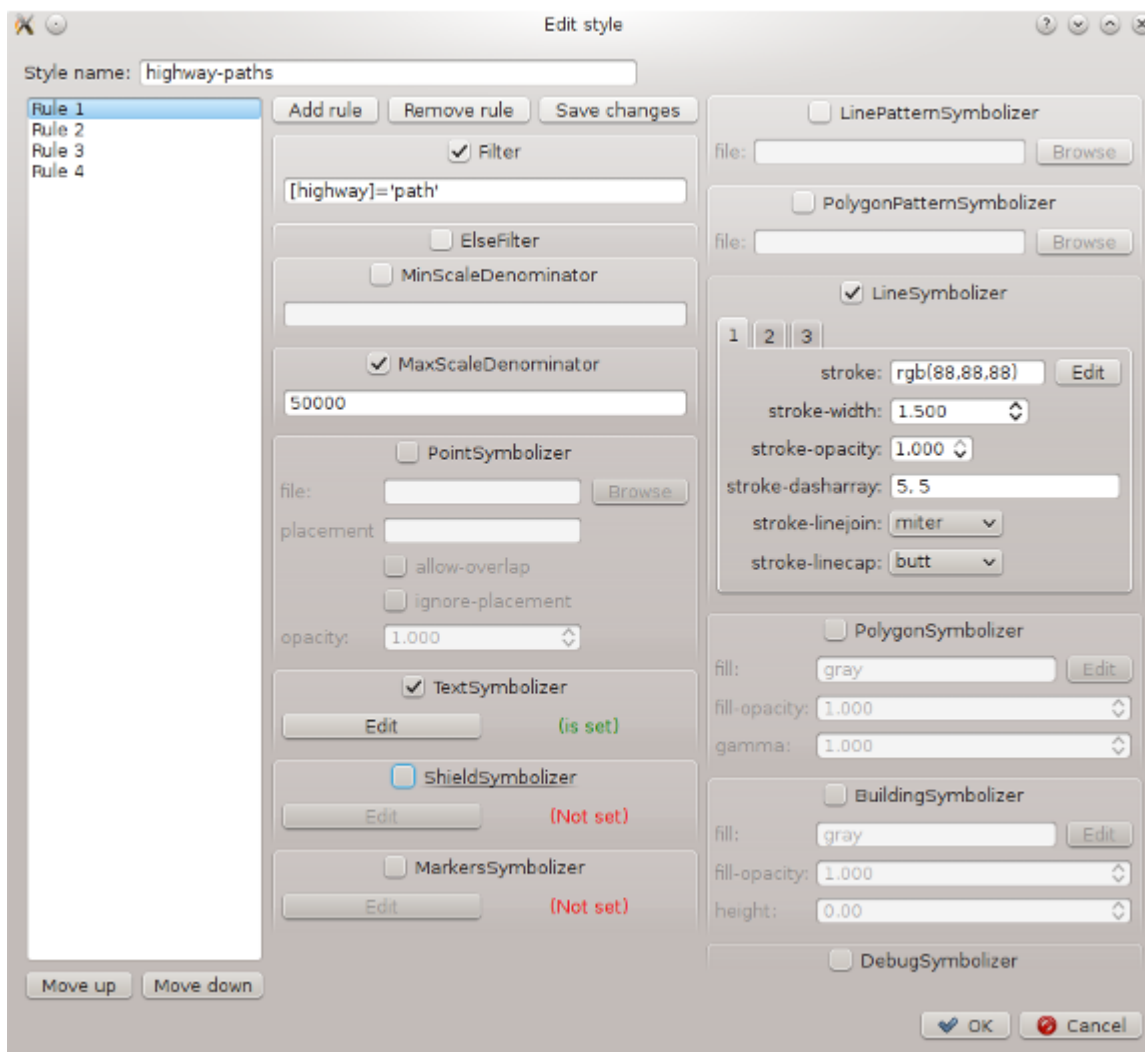 Edit style
Style name: highway-paths
Rule 1
Rule 2
Rule 3
Rule 4
Move up Move down
Add rule Remove rule Save changes
Filter
[highway]='path'
ElseFilter
MinScaleDenominator
MaxScaleDenominator
50000
PointSymbolizer
file: Browse
placement
allow-overlap
ignore-placement
opacity: 1.000
TextSymbolizer
Edit (is set)
ShieldSymbolizer
Edit (Not set)
MarkersSymbolizer
Edit (Not set)
LinePatternSymbolizer
file: Browse
PolygonPatternSymbolizer
file: Browse
LineSymbolizer
1 2 3
stroke: rgb(88,88,88) Edit
stroke-width: 1.500
stroke-opacity: 1.000
stroke-dasharray: 5, 5
stroke-linejoin: miter
stroke-linecap: butt
PolygonSymbolizer
fill: gray Edit
fill-opacity: 1.000
gamma: 1.000
BuildingSymbolizer
fill: gray Edit
fill-opacity: 1.000
height: 0.00
DebugSymbolizer
OK Cancel